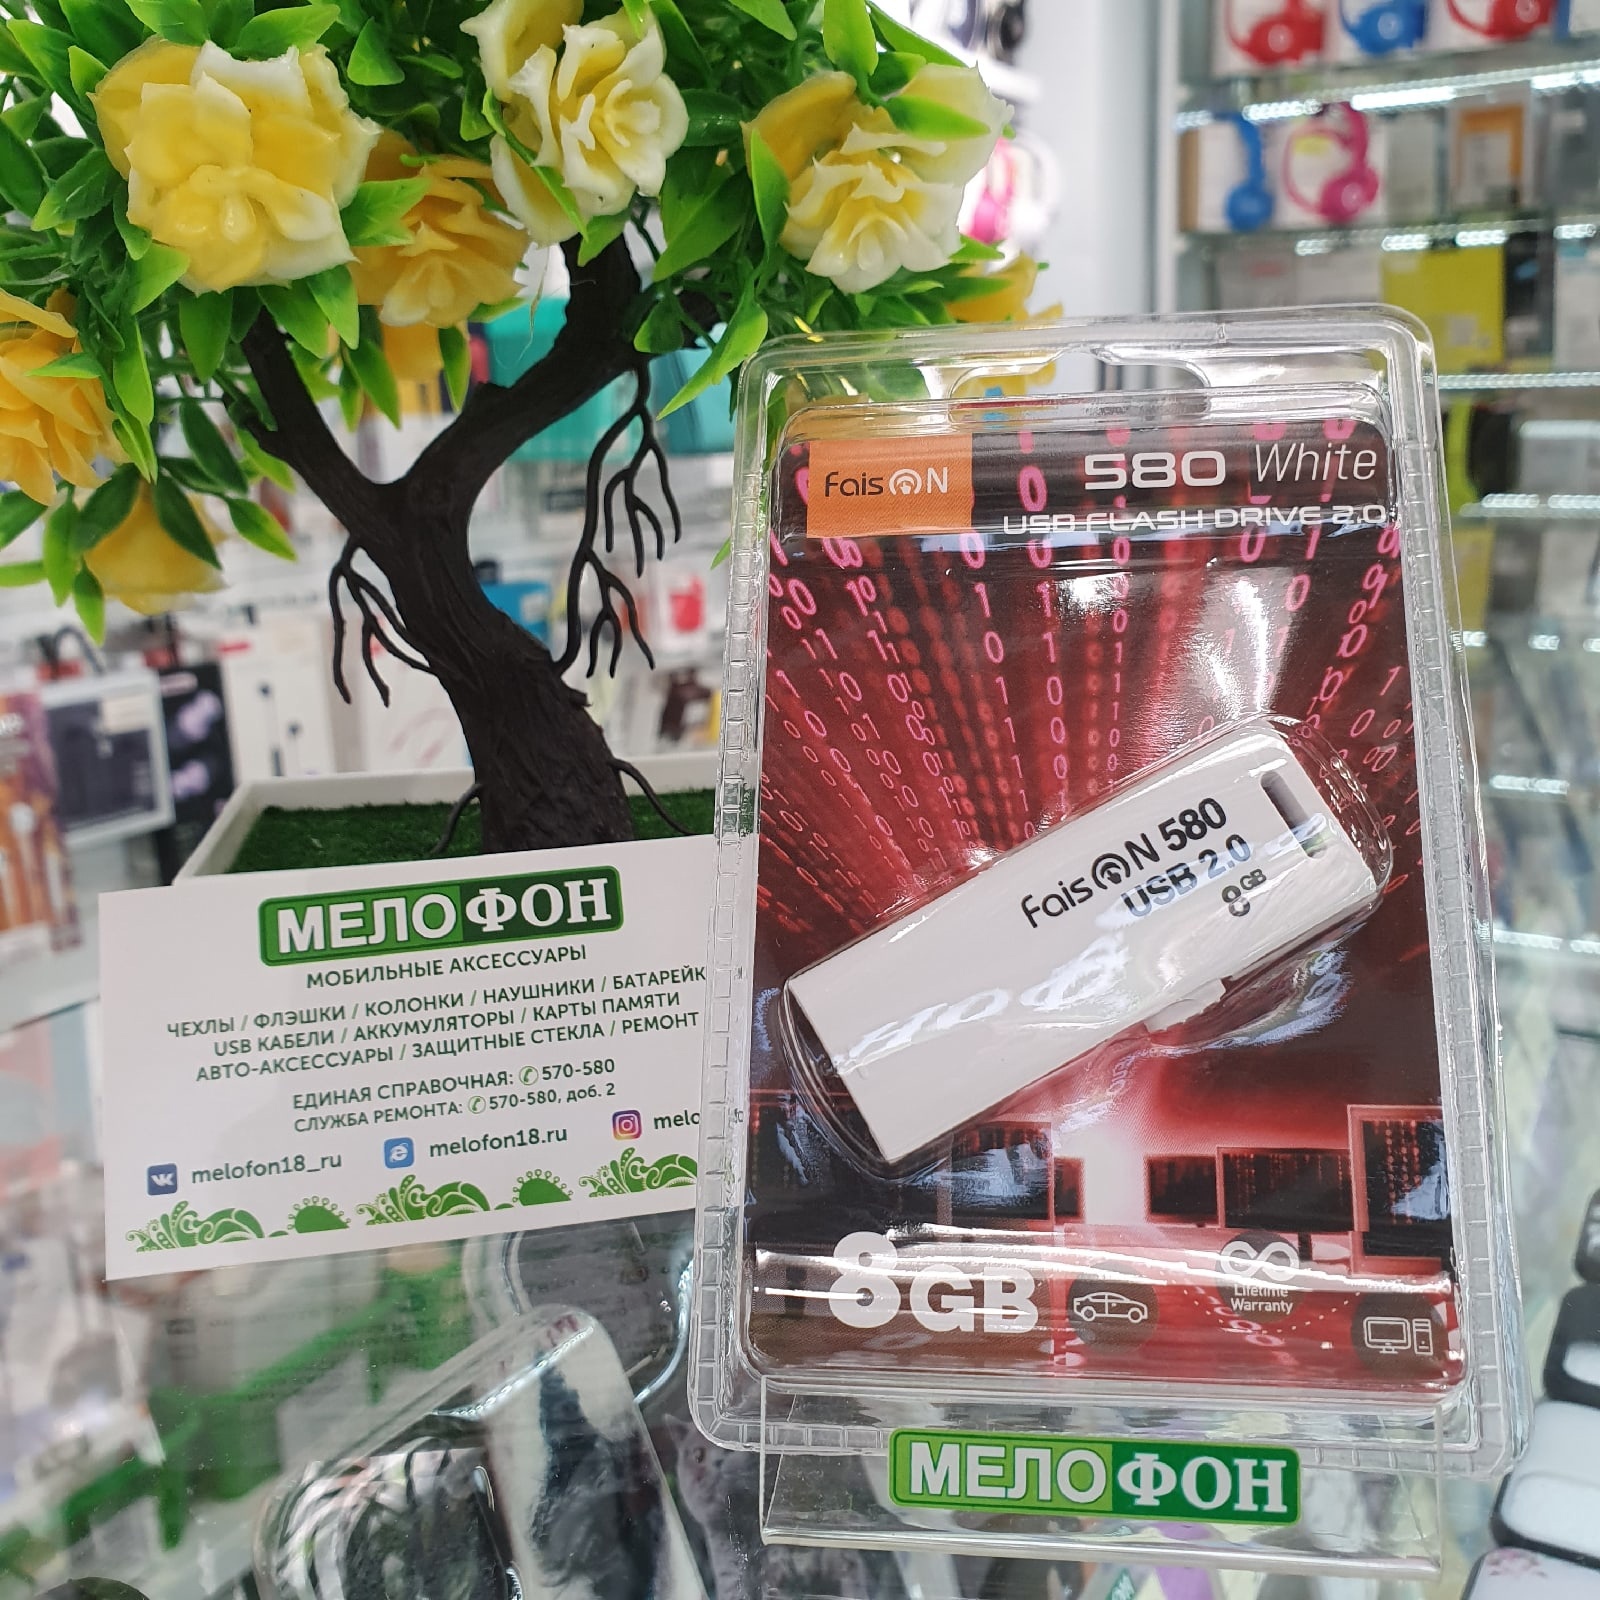 FaisON
580 White
USB FLASH DRIVE 2.0
FaisON 580
USB 2.0
8GB
8GB
Lifetime
Warranty
МЕЛОФОН
МОБИЛЬНЫЕ АКСЕССУАРЫ
ЧЕХЛЫ / ФЛЭШКИ / КОЛОНКИ / НАУШНИКИ / БАТАРЕЙК
USB КАБЕЛИ / АККУМУЛЯТОРЫ / КАРТЫ ПАМЯТИ
АВТО-АКСЕССУАРЫ / ЗАЩИТНЫЕ СТЕКЛА / РЕМОНТ
ЕДИНАЯ СПРАВОЧНАЯ: 570-580
СЛУЖБА РЕМОНТА: 570-580, доб. 2
melofon18_ru melofon18.ru melo
МЕЛОФОН